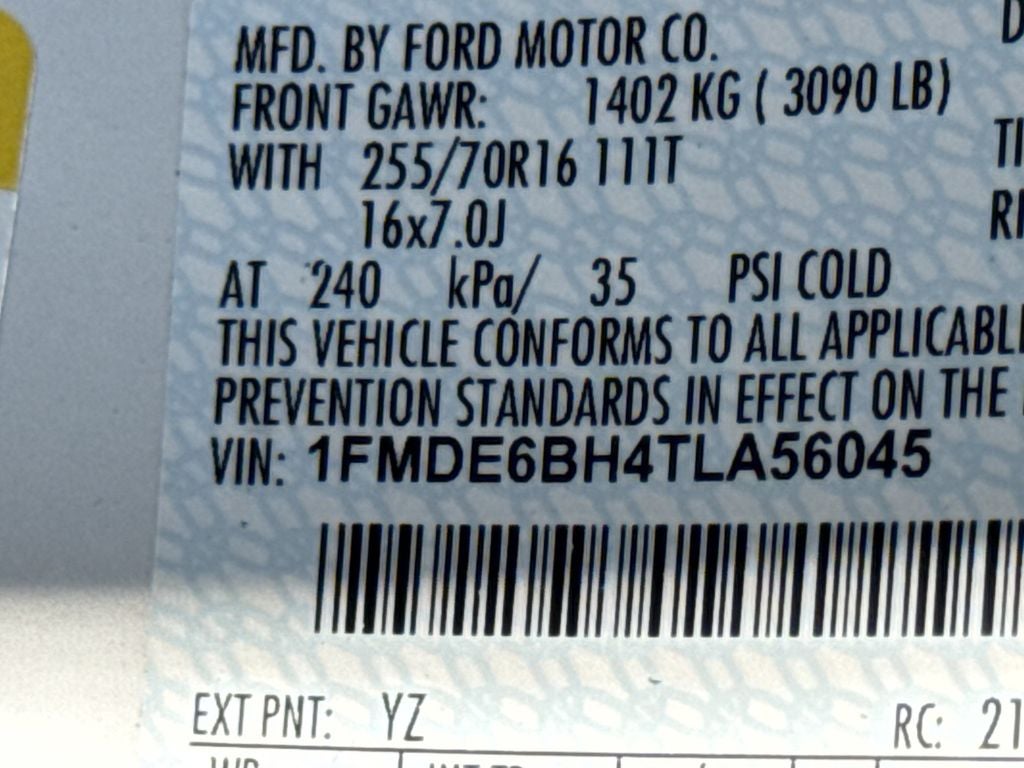 MFD. BY FORD MOTOR CO.
FRONT GAWR: 1402 KG ( 3090 LB)
WITH 255/70R16 111T
16x7.0J
AT 240 kPa/ 35 PSI COLD
THIS VEHICLE CONFORMS TO ALL APPLICABL
PREVENTION STANDARDS IN EFFECT ON THE
VIN: 1FMDE6BH4TLA56045
EXT PNT: YZ RC: 21